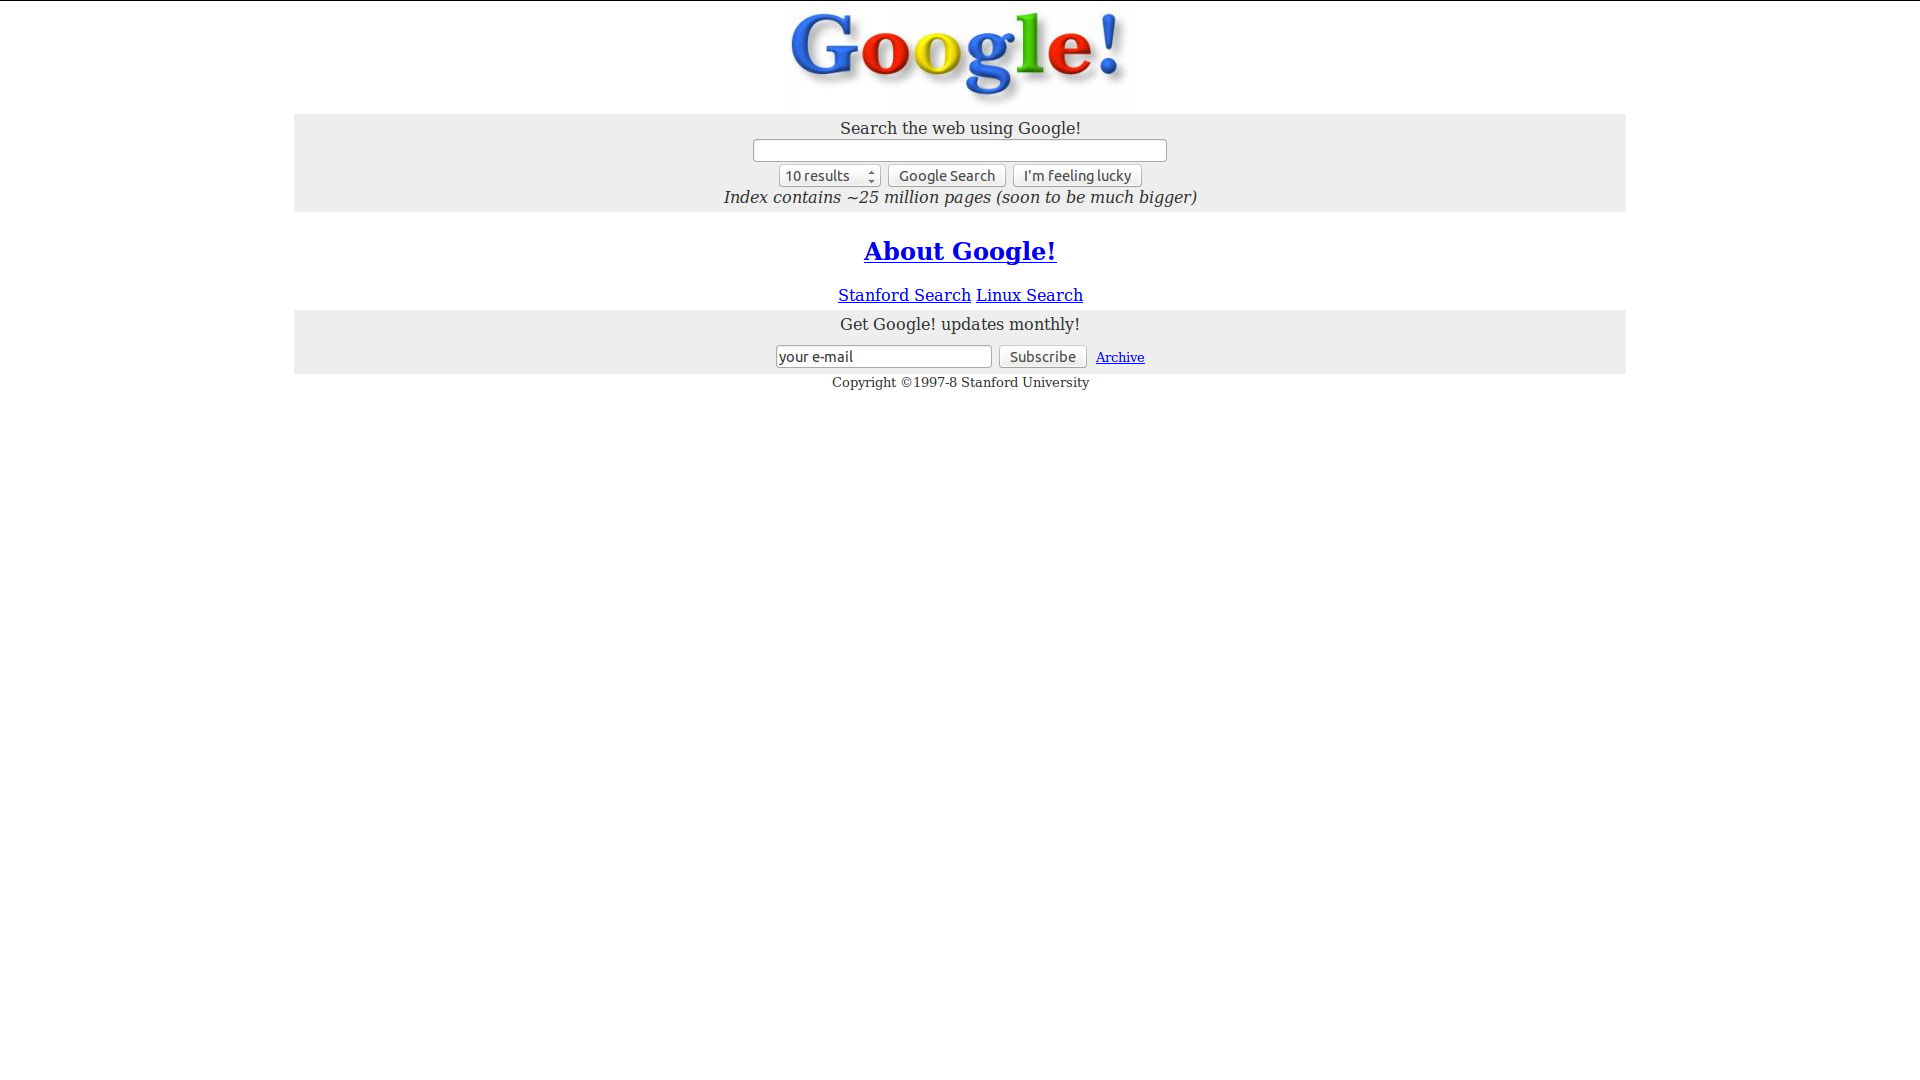 Google!
Search the web using Google!
10 results Google Search I'm feeling lucky
Index contains ~25 million pages (soon to be much bigger)
About Google!
Stanford Search Linux Search
Get Google! updates monthly!
your e-mail Subscribe Archive
Copyright ©1997-8 Stanford University